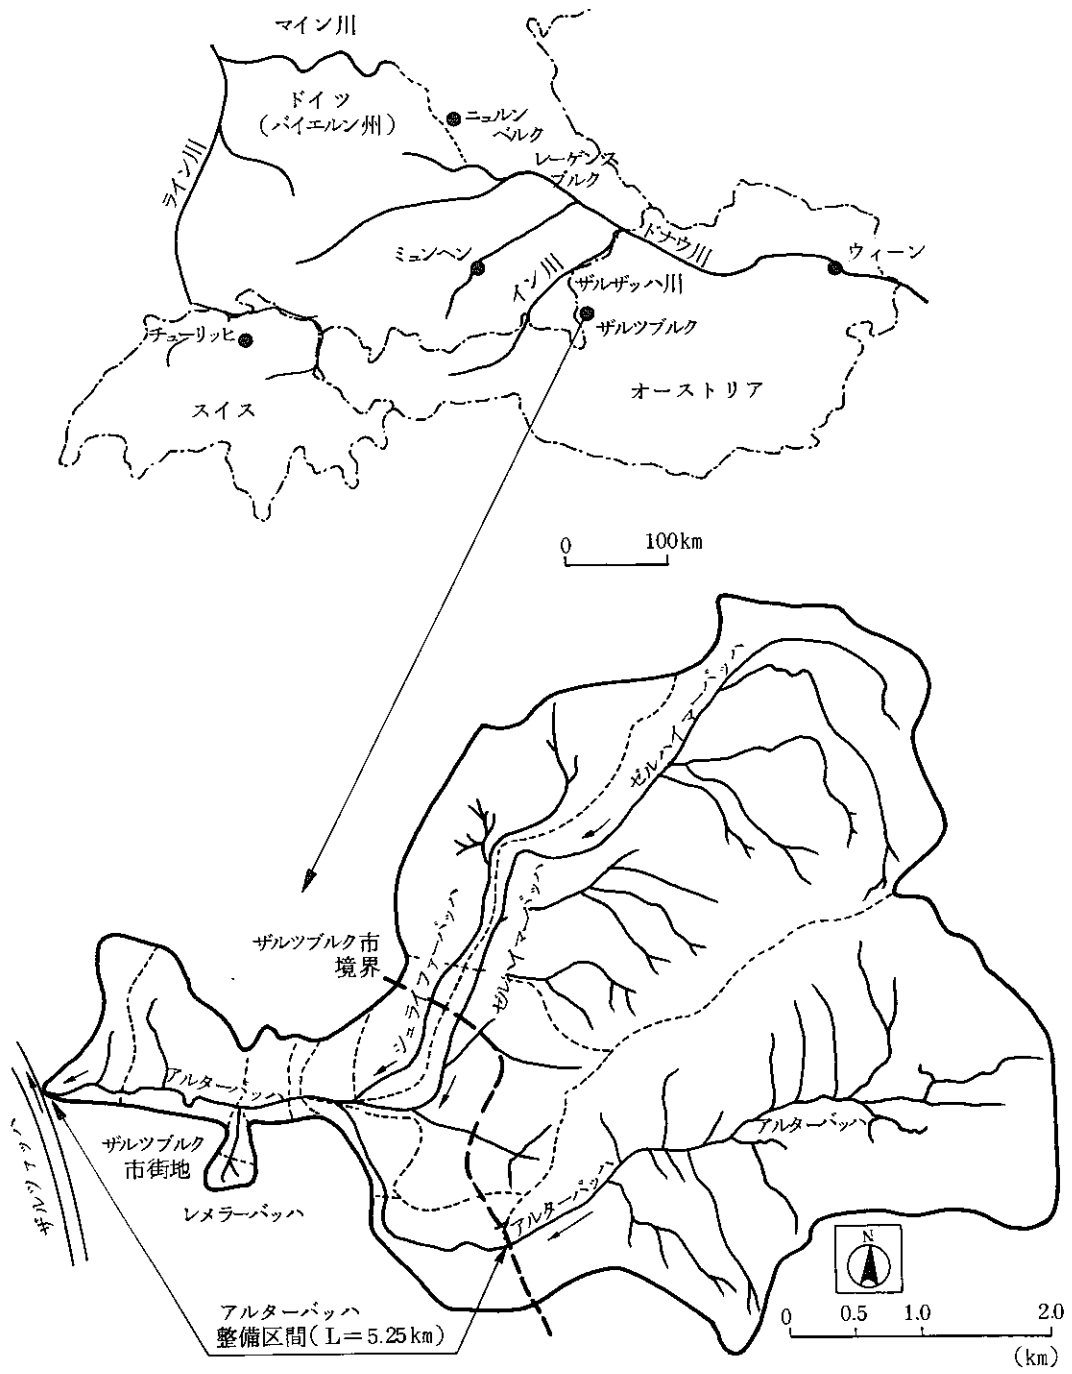 マイン川
ドイツ
(バイエルン州)
ニュルン
ベルク
ライン川
レーゲンス
ブルク
ミュンヘン
イン川
ドナウ川
ウィーン
ザルザッハ川
ザルツブルク
チューリッヒ
スイス
オーストリア
0 100km
ゼルハイマーバッハ
シュライファーバッハ
ゼルハイマーバッハ
ザルツブルク市
境界
アルターバッハ
アルターバッハ
アルターバッハ
ザルツブルク
市街地
レメラーバッハ
ザルツァッハ
アルターバッハ
整備区間(L=5.25km)
N
0 0.5 1.0 2.0
(km)